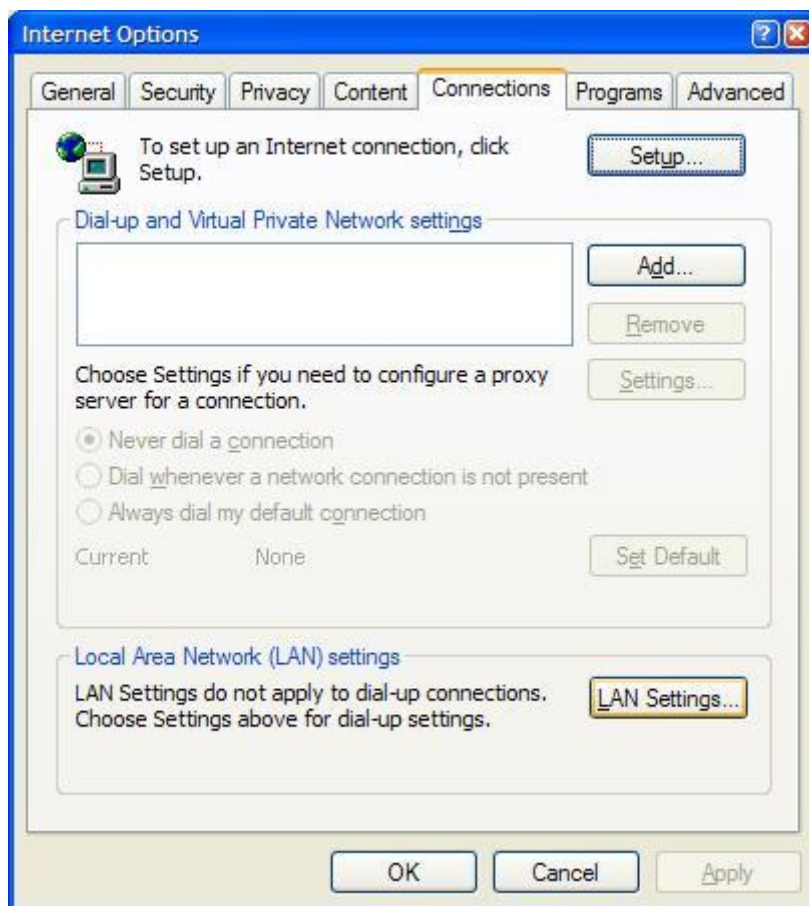 Internet Options
General Security Privacy Content Connections Programs Advanced
To set up an Internet connection, click
Setup.
Setup...
Dial-up and Virtual Private Network settings
Add...
Remove
Choose Settings if you need to configure a proxy
server for a connection.
Settings...
Never dial a connection
Dial whenever a network connection is not present
Always dial my default connection
Current None
Set Default
Local Area Network (LAN) settings
LAN Settings do not apply to dial-up connections.
Choose Settings above for dial-up settings.
LAN Settings...
OK Cancel Apply